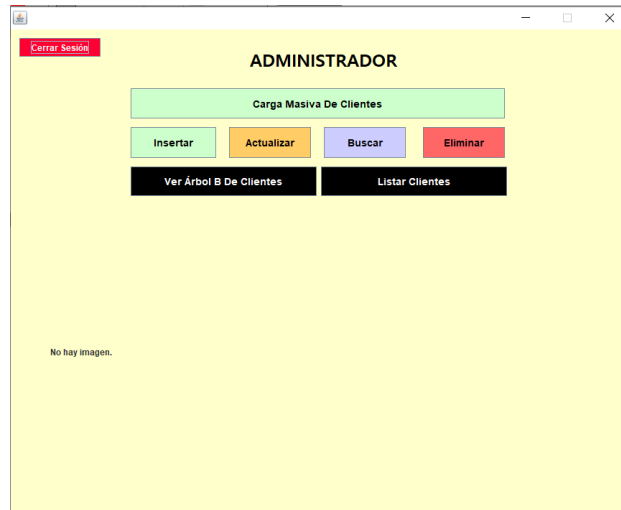 Cerrar Sesión
ADMINISTRADOR
Carga Masiva De Clientes
Insertar Actualizar Buscar Eliminar
Ver Árbol B De Clientes Listar Clientes
No hay imagen.